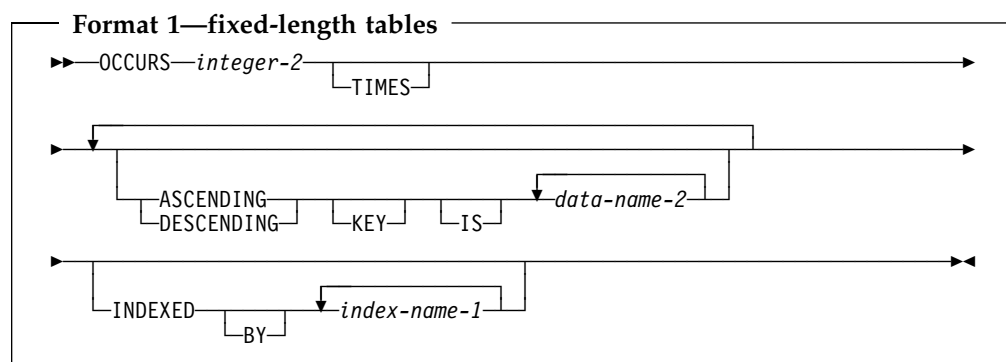 Format 1—fixed-length tables
OCCURS integer-2
TIMES
ASCENDING data-name-2
DESCENDING KEY IS
INDEXED index-name-1
BY